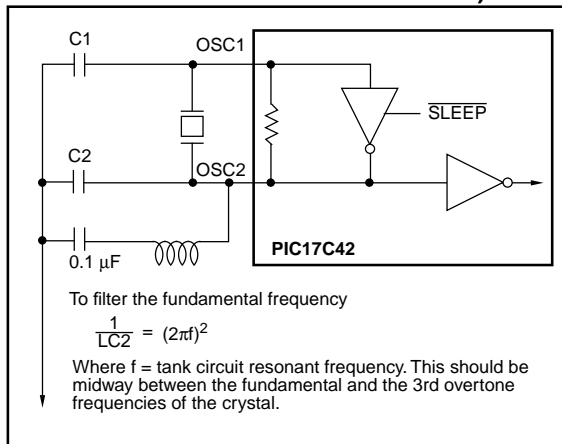 C1
OSC1
SLEEP
C2
OSC2
0.1 µF
PIC17C42
To filter the fundamental frequency
1/LC2 = (2πf)²
Where f = tank circuit resonant frequency. This should be
midway between the fundamental and the 3rd overtone
frequencies of the crystal.